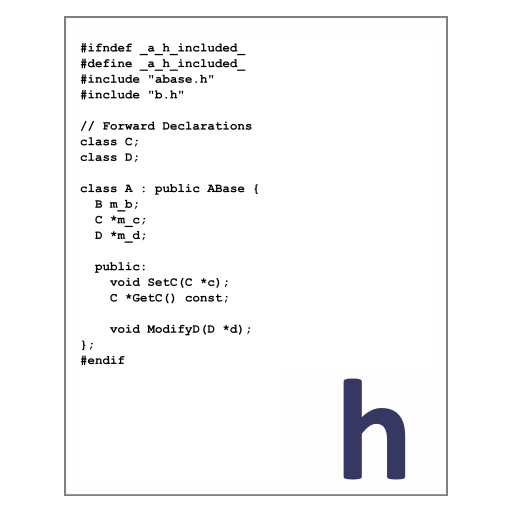 #ifndef _a_h_included_
#define _a_h_included_
#include "abase.h"
#include "b.h"

// Forward Declarations
class C;
class D;

class A : public ABase {
  B m_b;
  C *m_c;
  D *m_d;

  public:
    void SetC(C *c);
    C *GetC() const;

    void ModifyD(D *d);
};
#endif
h